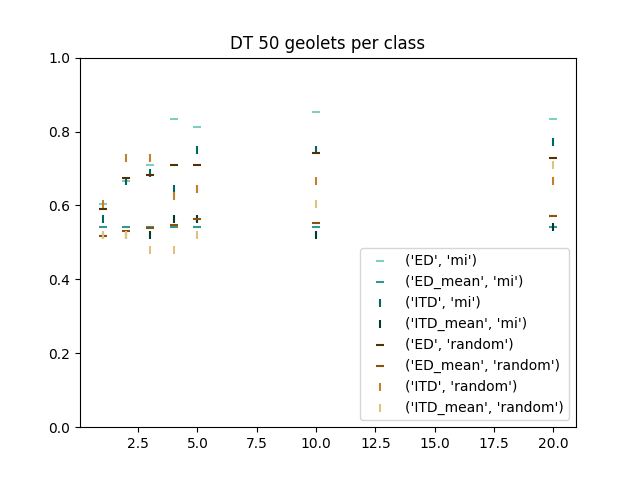 DT 50 geolets per class
1.0
0.8
0.6
0.4
0.2
0.0
('ED', 'mi')
('ED_mean', 'mi')
('ITD', 'mi')
('ITD_mean', 'mi')
('ED', 'random')
('ED_mean', 'random')
('ITD', 'random')
('ITD_mean', 'random')
2.5 5.0 7.5 10.0 12.5 15.0 17.5 20.0